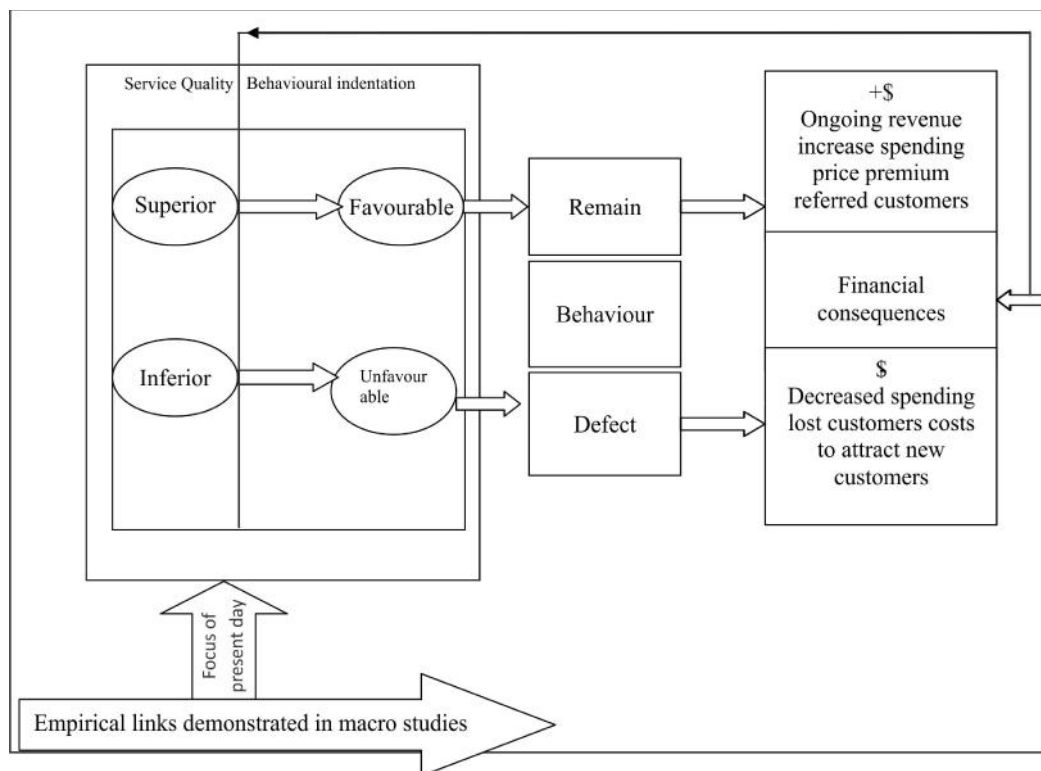 Service Quality
Behavioural indentation
Superior
Favourable
Remain
+$
Ongoing revenue
increase spending
price premium
referred customers
Behaviour
Financial
consequences
Inferior
Unfavour
able
Defect
$
Decreased spending
lost customers costs
to attract new
customers
Focus of
present day
Empirical links demonstrated in macro studies